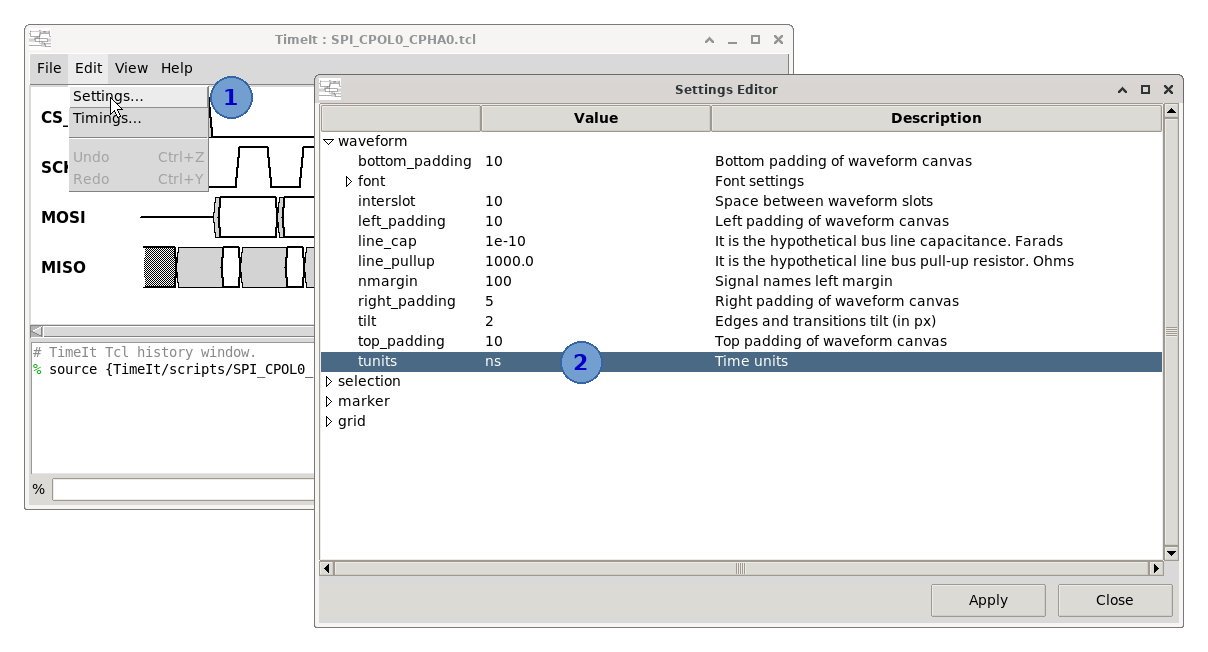 TimeIt : SPI_CPOL0_CPHA0.tcl
File Edit View Help
Settings...
1
Timings...
Undo Ctrl+Z
Redo Ctrl+Y
CS_
SC
MOSI
MISO
# TimeIt Tcl history window.
% source {TimeIt/scripts/SPI_CPOL0_
%
Settings Editor
Value Description
waveform
bottom_padding 10 Bottom padding of waveform canvas
font Font settings
interslot 10 Space between waveform slots
left_padding 10 Left padding of waveform canvas
line_cap 1e-10 It is the hypothetical bus line capacitance. Farads
line_pullup 1000.0 It is the hypothetical line bus pull-up resistor. Ohms
nmargin 100 Signal names left margin
right_padding 5 Right padding of waveform canvas
tilt 2 Edges and transitions tilt (in px)
top_padding 10 Top padding of waveform canvas
tunits ns 2 Time units
selection
marker
grid
Apply Close